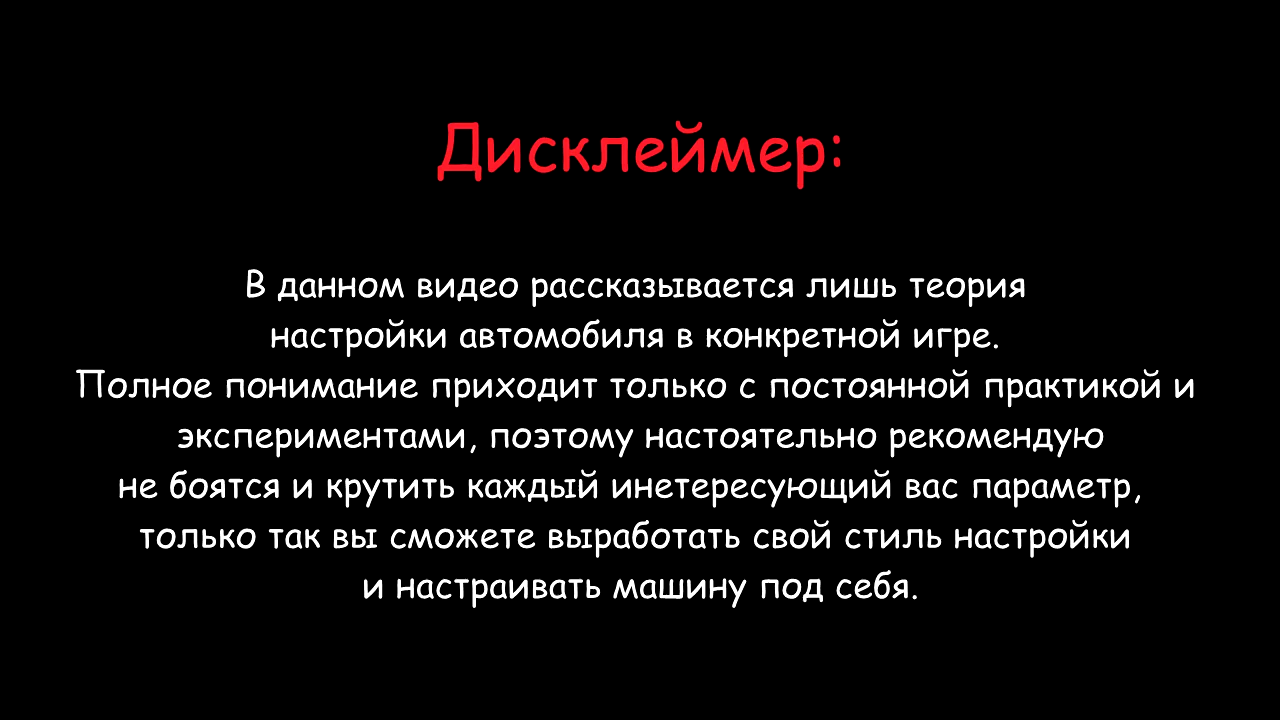 Дисклеймер:
В данном видео рассказывается лишь теория
настройки автомобиля в конкретной игре.
Полное понимание приходит только с постоянной практикой и
экспериментами, поэтому настоятельно рекомендую
не боятся и крутить каждый инетересующий вас параметр,
только так вы сможете выработать свой стиль настройки
и настраивать машину под себя.